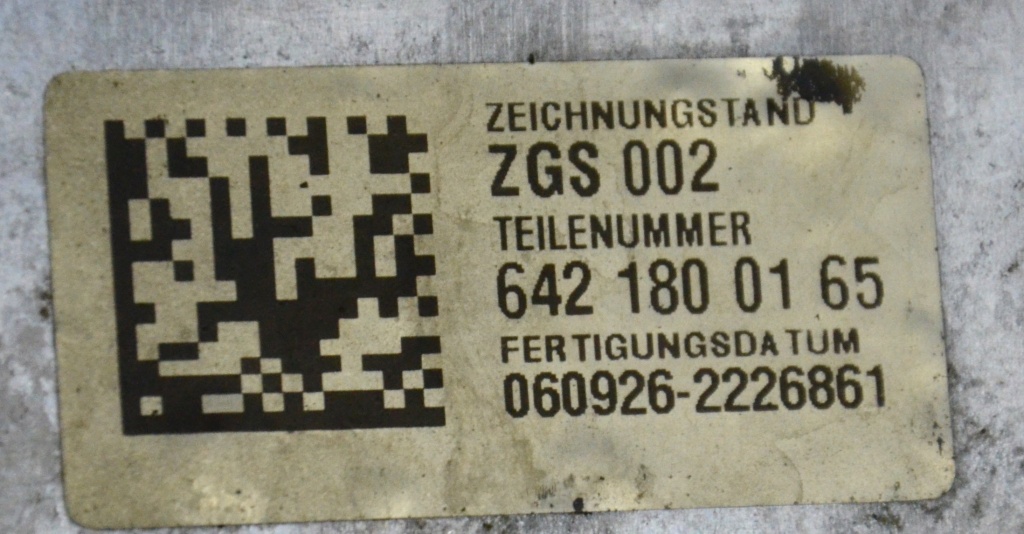 ZEICHNUNGSTAND
ZGS 002
TEILENUMMER
642 180 01 65
FERTIGUNGSDATUM
060926-2226861